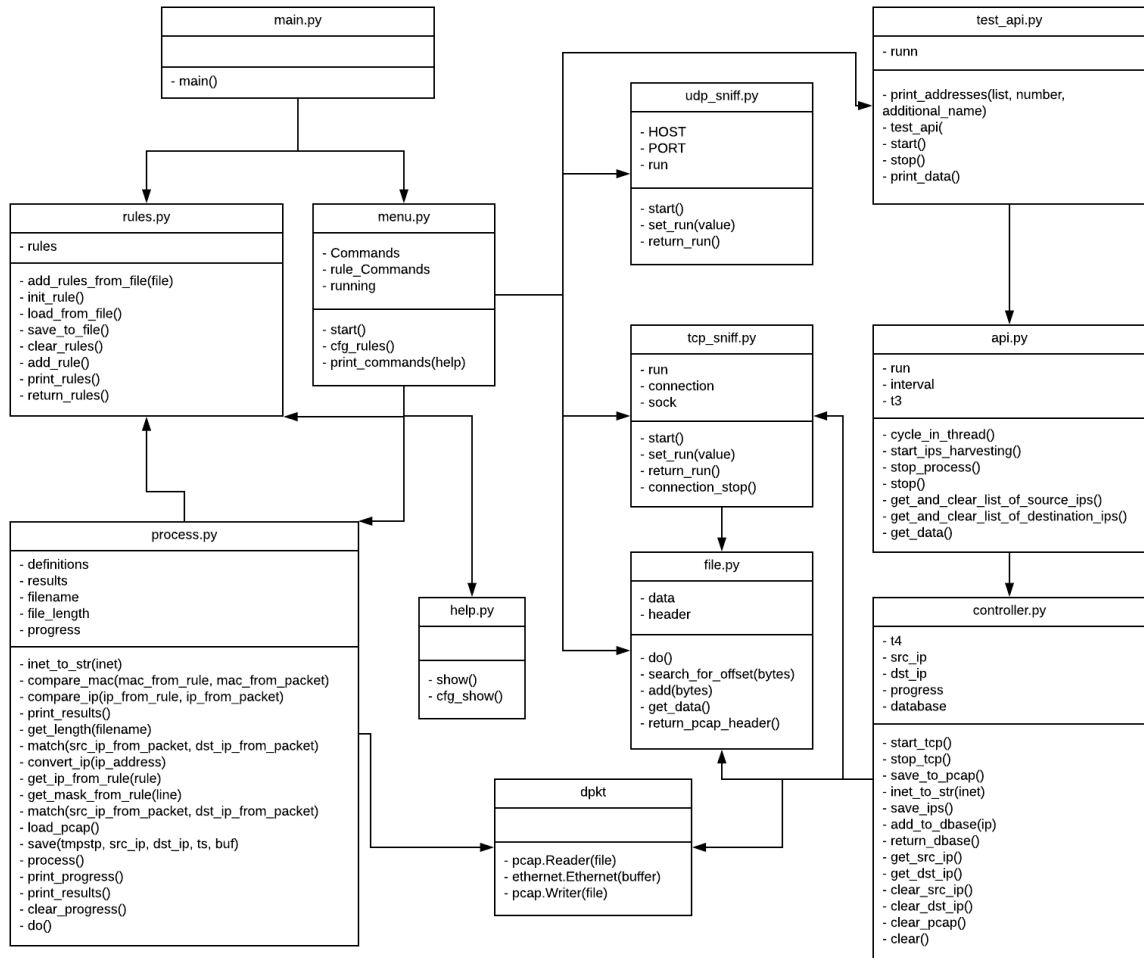 main.py
- main()
test_api.py
- runn
- print_addresses(list, number,
additional_name)
- test_api(
- start()
- stop()
- print_data()
udp_sniff.py
- HOST
- PORT
- run
- start()
- set_run(value)
- return_run()
rules.py
- rules
- add_rules_from_file(file)
- init_rule()
- load_from_file()
- save_to_file()
- clear_rules()
- add_rule()
- print_rules()
- return_rules()
menu.py
- Commands
- rule_Commands
- running
- start()
- cfg_rules()
- print_commands(help)
tcp_sniff.py
- run
- connection
- sock
- start()
- set_run(value)
- return_run()
- connection_stop()
api.py
- run
- interval
- t3
- cycle_in_thread()
- start_ips_harvesting()
- stop_process()
- stop()
- get_and_clear_list_of_source_ips()
- get_and_clear_list_of_destination_ips()
- get_data()
process.py
- definitions
- results
- filename
- file_length
- progress
- inet_to_str(inet)
- compare_mac(mac_from_rule, mac_from_packet)
- compare_ip(ip_from_rule, ip_from_packet)
- print_results()
- get_length(filename)
- match(src_ip_from_packet, dst_ip_from_packet)
- convert_ip(ip_address)
- get_ip_from_rule(rule)
- get_mask_from_rule(line)
- match(src_ip_from_packet, dst_ip_from_packet)
- load_pcap()
- save(tmpstp, src_ip, dst_ip, ts, buf)
- process()
- print_progress()
- print_results()
- clear_progress()
- do()
help.py
- show()
- cfg_show()
file.py
- data
- header
- do()
- search_for_offset(bytes)
- add(bytes)
- get_data()
- return_pcap_header()
controller.py
- t4
- src_ip
- dst_ip
- progress
- database
- start_tcp()
- stop_tcp()
- save_to_pcap()
- inet_to_str(inet)
- save_ips()
- add_to_dbase(ip)
- return_dbase()
- get_src_ip()
- get_dst_ip()
- clear_src_ip()
- clear_dst_ip()
- clear_pcap()
- clear()
dpkt
- pcap.Reader(file)
- ethernet.Ethernet(buffer)
- pcap.Writer(file)